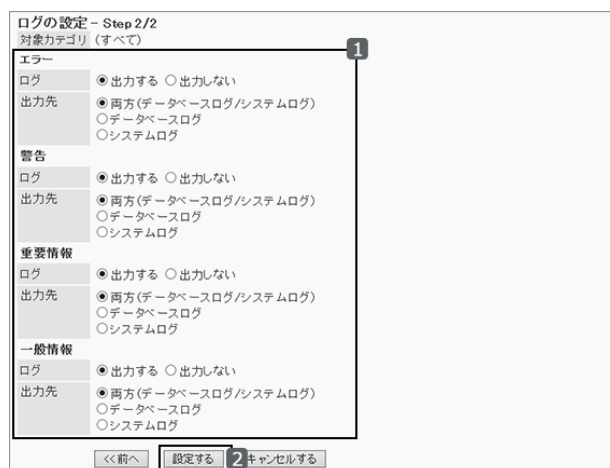 ログの設定 - Step 2/2
対象カテゴリ (すべて)
1
エラー
ログ ◉出力する ○出力しない
出力先 ◉両方(データベースログ/システムログ)
○データベースログ
○システムログ
警告
ログ ◉出力する ○出力しない
出力先 ◉両方(データベースログ/システムログ)
○データベースログ
○システムログ
重要情報
ログ ◉出力する ○出力しない
出力先 ◉両方(データベースログ/システムログ)
○データベースログ
○システムログ
一般情報
ログ ◉出力する ○出力しない
出力先 ◉両方(データベースログ/システムログ)
○データベースログ
○システムログ
<<前へ 設定する 2 キャンセルする